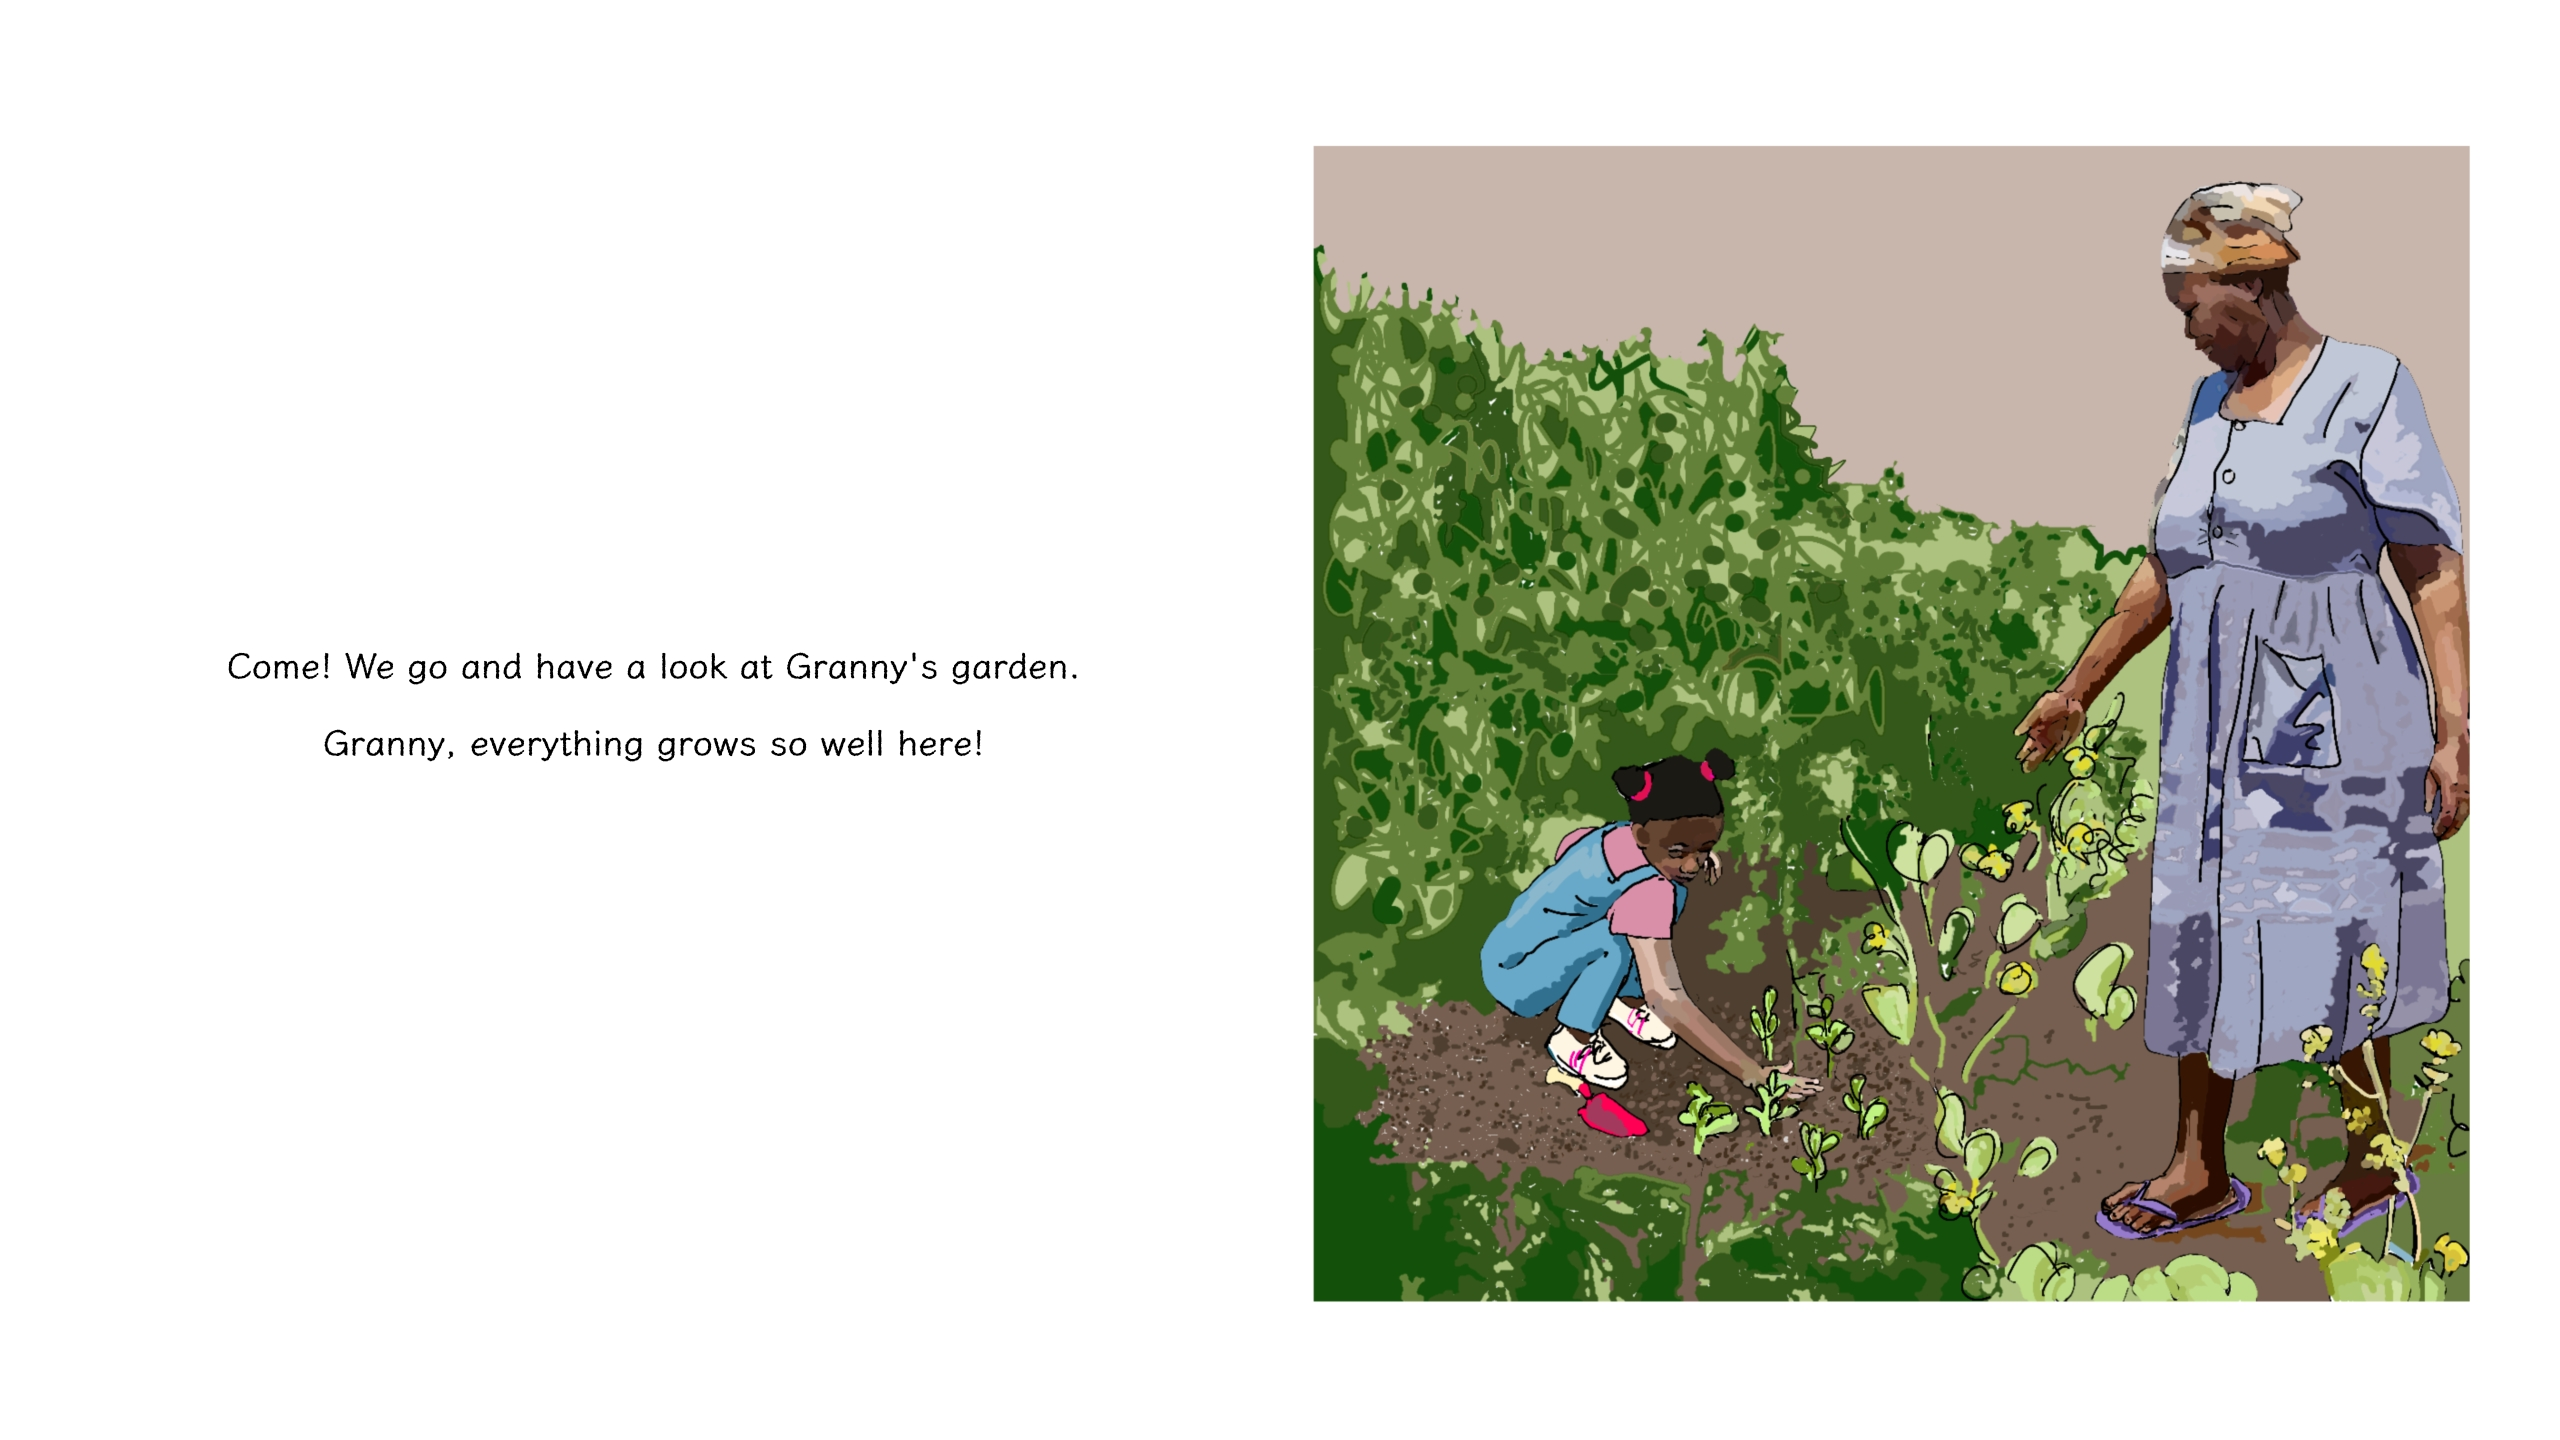 Come! We go and have a look at Granny's garden.
Granny, everything grows so well here!